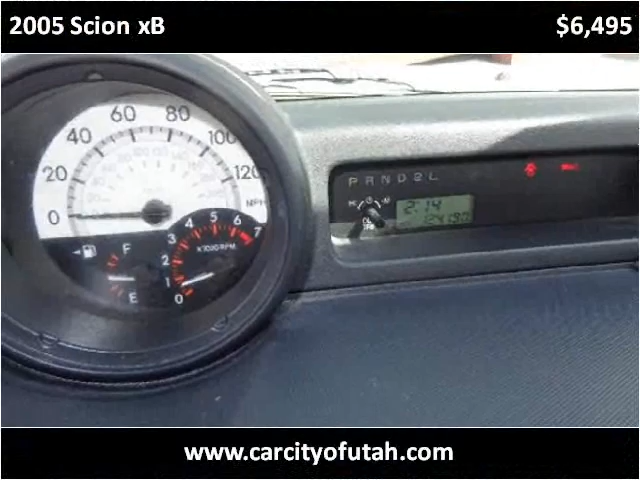 2005 Scion xB $6,495
0 20 40 60 80 100 120
MPH
F
E
0 1 2 3 4 5 6 7
X1000RPM
P R N D 2 L
2:14
124190
www.carcityofutah.com